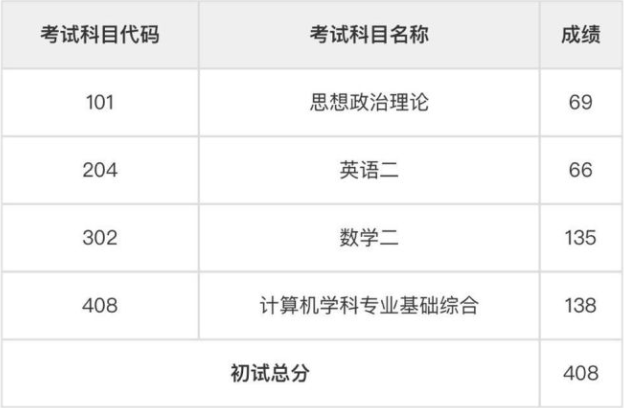 考试科目代码 考试科目名称 成绩
101 思想政治理论 69
204 英语二 66
302 数学二 135
408 计算机学科专业基础综合 138
初试总分 408